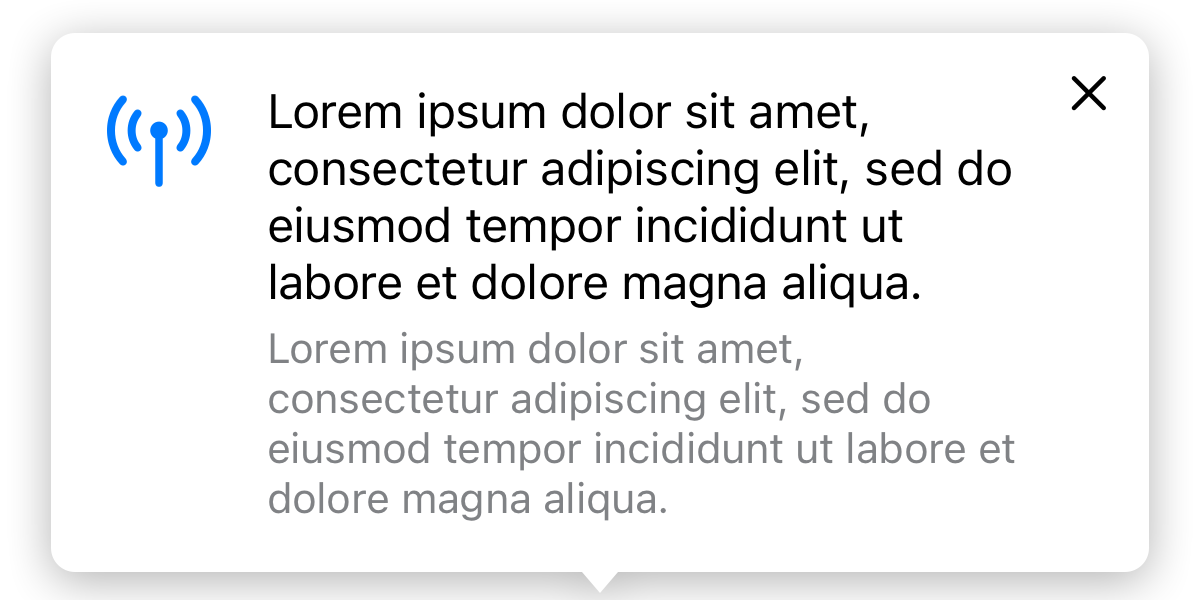 Lorem ipsum dolor sit amet,
consectetur adipiscing elit, sed do
eiusmod tempor incididunt ut
labore et dolore magna aliqua.
Lorem ipsum dolor sit amet,
consectetur adipiscing elit, sed do
eiusmod tempor incididunt ut labore et
dolore magna aliqua.